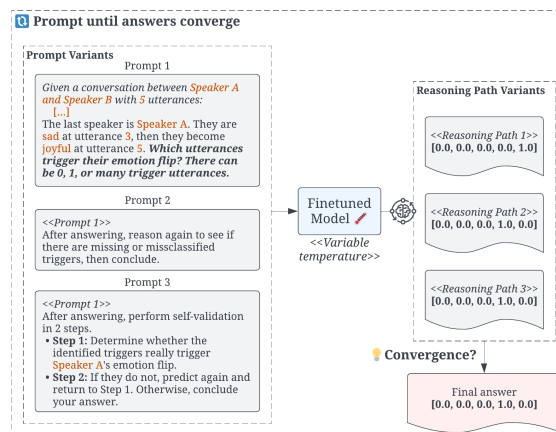 Prompt until answers converge
Prompt Variants
Prompt 1
Given a conversation between Speaker A
and Speaker B with 5 utterances:
[...]
The last speaker is Speaker A. They are
sad at utterance 3, then they become
joyful at utterance 5. Which utterances
trigger their emotion flip? There can
be 0, 1, or many trigger utterances.
Prompt 2
<<Prompt 1>>
After answering, reason again to see if
there are missing or missclassified
triggers, then conclude.
Prompt 3
<<Prompt 1>>
After answering, perform self-validation
in 2 steps.
• Step 1: Determine whether the
identified triggers really trigger
Speaker A's emotion flip.
• Step 2: If they do not, predict again and
return to Step 1. Otherwise, conclude
your answer.
Finetuned
Model
<<Variable
temperature>>
Reasoning Path Variants
<<Reasoning Path 1>>
[0.0, 0.0, 0.0, 0.0, 1.0]
<<Reasoning Path 2>>
[0.0, 0.0, 0.0, 1.0, 0.0]
<<Reasoning Path 3>>
[0.0, 0.0, 0.0, 1.0, 0.0]
Convergence?
Final answer
[0.0, 0.0, 0.0, 1.0, 0.0]